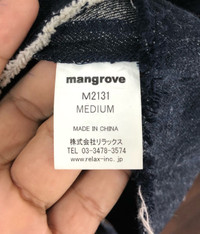 mangrove
M2131
MEDIUM
MADE IN CHINA
株式会社リラックス
TEL 03-3478-3574
www.relax-inc.jp